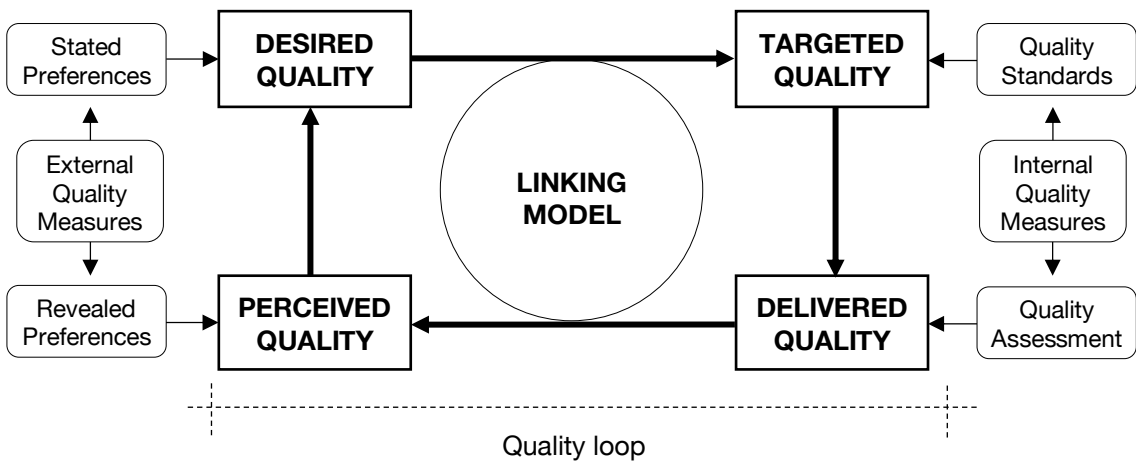 Stated
Preferences
DESIRED
QUALITY
TARGETED
QUALITY
Quality
Standards
External
Quality
Measures
LINKING
MODEL
Internal
Quality
Measures
Revealed
Preferences
PERCEIVED
QUALITY
DELIVERED
QUALITY
Quality
Assessment
Quality loop